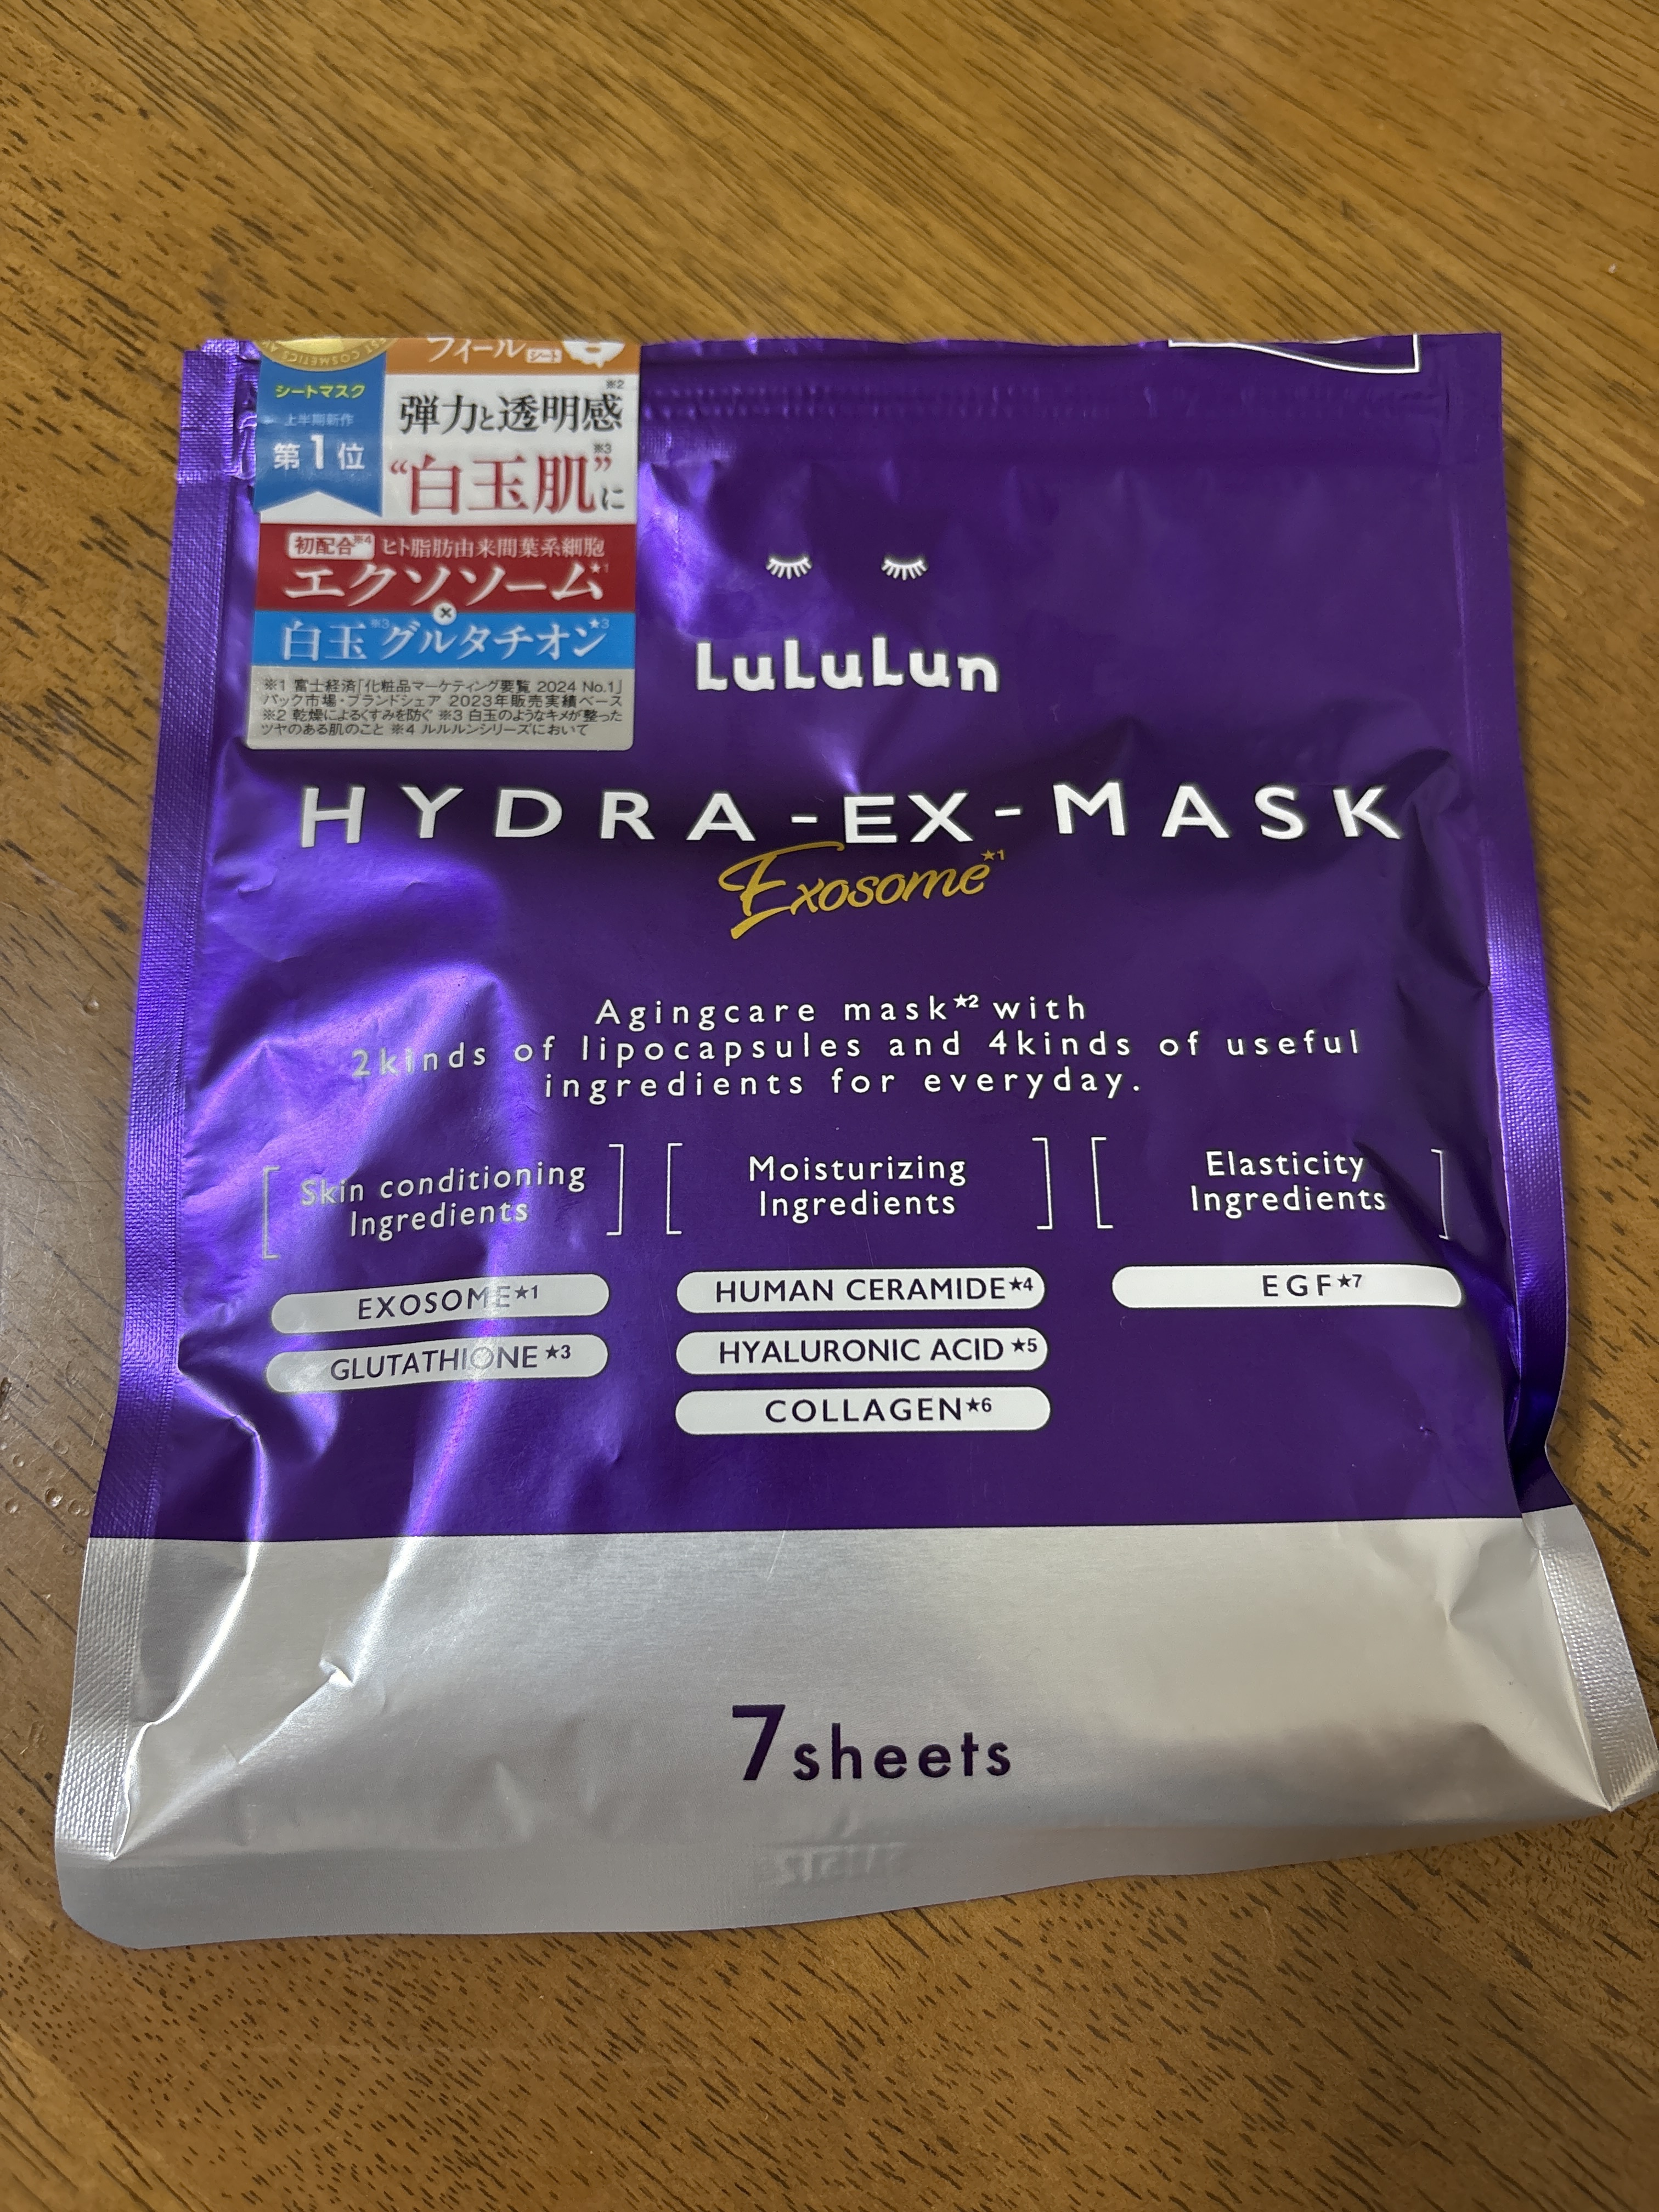 フィール シート
シートマスク
上半期新作
第1位
弾力と透明感※2
“白玉肌”※3に
初配合※4 ヒト脂肪由来間葉系細胞
エクソソーム★1
×
白玉※3グルタチオン★3
※1 富士経済「化粧品マーケティング要覧 2024 No.1」
パック市場・ブランドシェア 2023年販売実績ベース
※2 乾燥によるくすみを防ぐ ※3 白玉のようなキメが整った
ツヤのある肌のこと ※4 ルルルンシリーズにおいて
LuLuLun
HYDRA-EX-MASK
Exosome★1
Agingcare mask★2 with
2kinds of lipocapsules and 4kinds of useful
ingredients for everyday.
Skin conditioning
Ingredients
EXOSOME★1
GLUTATHIONE★3
Moisturizing
Ingredients
HUMAN CERAMIDE★4
HYALURONIC ACID★5
COLLAGEN★6
Elasticity
Ingredients
EGF★7
7sheets